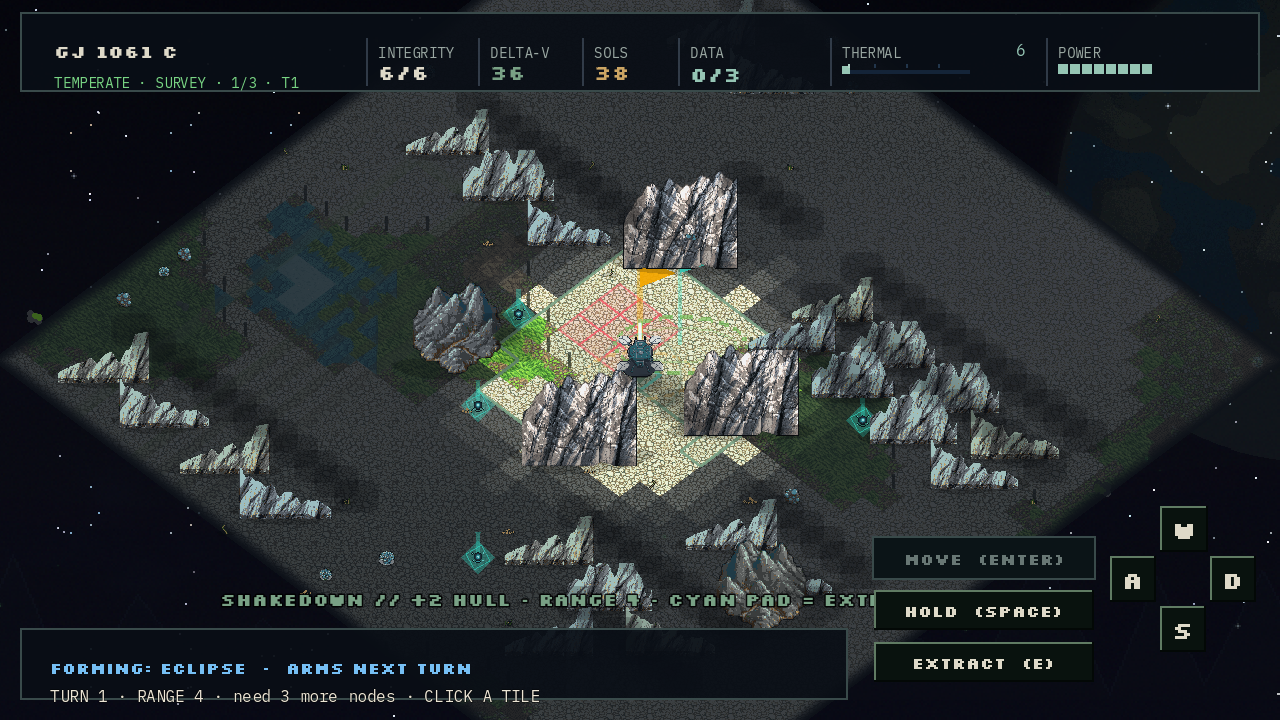 GJ 1061 C
TEMPERATE · SURVEY · 1/3 · T1
INTEGRITY
6/6
DELTA-V
36
SOLS
38
DATA
0/3
THERMAL
6
POWER
SHAKEDOWN // +2 HULL · RANGE · CYAN PAD = EXT
MOVE (ENTER)
HOLD (SPACE)
EXTRACT (E)
W
A
D
S
FORMING: ECLIPSE · ARMS NEXT TURN
TURN 1 · RANGE 4 · need 3 more nodes · CLICK A TILE